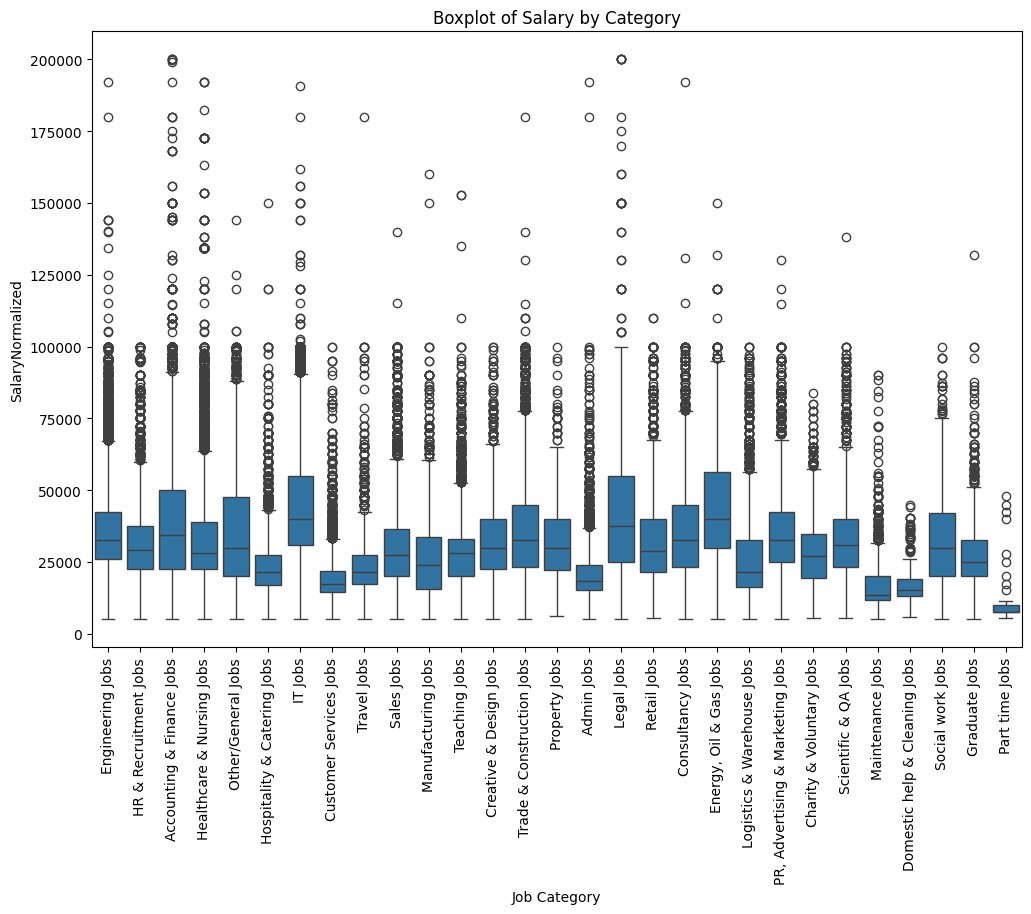 Boxplot of Salary by Category
SalaryNormalized
200000
175000
150000
125000
100000
75000
50000
25000
0
Engineering Jobs
HR & Recruitment Jobs
Accounting & Finance Jobs
Healthcare & Nursing Jobs
Other/General Jobs
Hospitality & Catering Jobs
IT Jobs
Customer Services Jobs
Travel Jobs
Sales Jobs
Manufacturing Jobs
Teaching Jobs
Creative & Design Jobs
Trade & Construction Jobs
Property Jobs
Admin Jobs
Legal Jobs
Retail Jobs
Consultancy Jobs
Energy, Oil & Gas Jobs
Logistics & Warehouse Jobs
PR, Advertising & Marketing Jobs
Charity & Voluntary Jobs
Scientific & QA Jobs
Maintenance Jobs
Domestic help & Cleaning Jobs
Social work Jobs
Graduate Jobs
Part time Jobs
Job Category